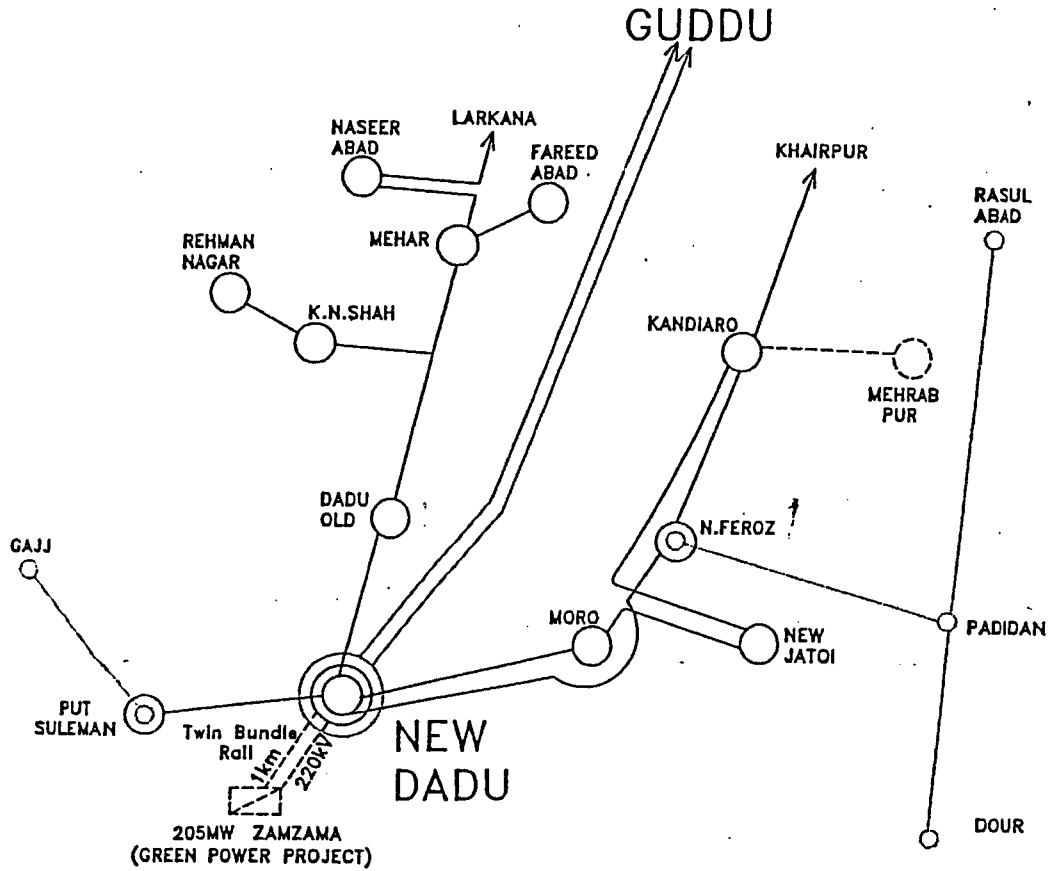 GUDDU
LARKANA
NASEER
ABAD
FAREED
ABAD
KHAIRPUR
RASUL
ABAD
MEHAR
REHMAN
NAGAR
K.N.SHAH
KANDIARO
MEHRAB
PUR
DADU
OLD
N.FEROZ
GAJJ
MORO
NEW
JATOI
PADIDAN
PUT
SULEMAN
Twin Bundle
Rail
1km
220kV
NEW
DADU
205MW ZAMZAMA
(GREEN POWER PROJECT)
DOUR